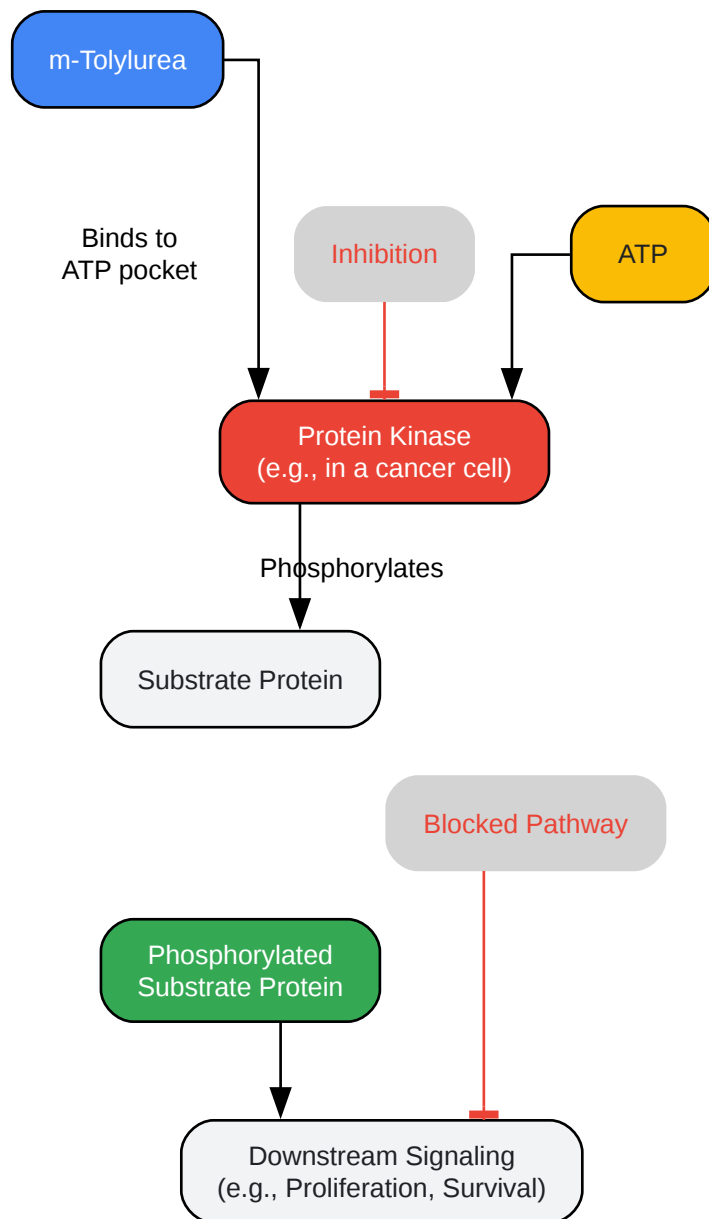 m-Tolylurea
Binds to
ATP pocket
Inhibition
ATP
Protein Kinase
(e.g., in a cancer cell)
Phosphorylates
Substrate Protein
Blocked Pathway
Phosphorylated
Substrate Protein
Downstream Signaling
(e.g., Proliferation, Survival)